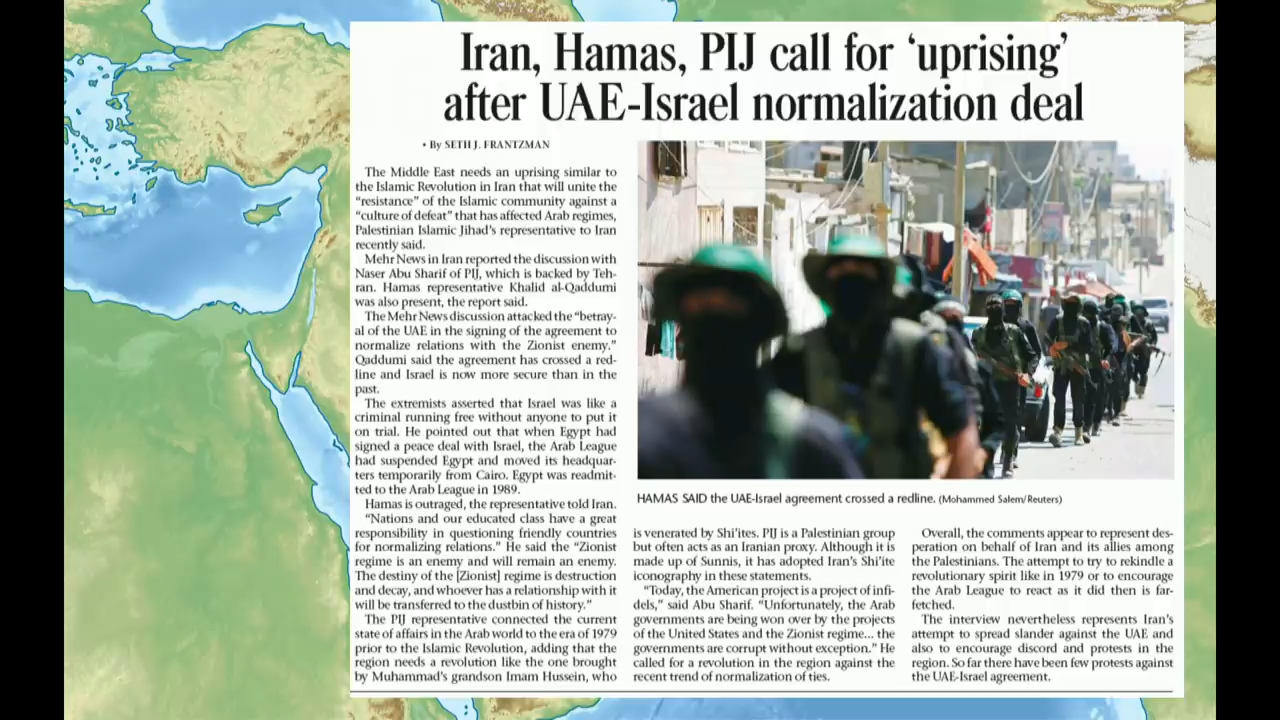 Iran, Hamas, PIJ call for ‘uprising’
after UAE-Israel normalization deal
• By SETH J. FRANTZMAN
The Middle East needs an uprising similar to
the Islamic Revolution in Iran that will unite the
“resistance” of the Islamic community against a
“culture of defeat” that has affected Arab regimes,
Palestinian Islamic Jihad’s representative to Iran
recently said.
Mehr News in Iran reported the discussion with
Naser Abu Sharif of PIJ, which is backed by Teh-
ran. Hamas representative Khalid al-Qaddumi
was also present, the report said.
The Mehr News discussion attacked the “betray-
al of the UAE in the signing of the agreement to
normalize relations with the Zionist enemy.”
Qaddumi said the agreement has crossed a red-
line and Israel is now more secure than in the
past.
The extremists asserted that Israel was like a
criminal running free without anyone to put it
on trial. He pointed out that when Egypt had
signed a peace deal with Israel, the Arab League
had suspended Egypt and moved its headquar-
ters temporarily from Cairo. Egypt was readmit-
ted to the Arab League in 1989.
Hamas is outraged, the representative told Iran.
“Nations and our educated class have a great
responsibility in questioning friendly countries
for normalizing relations.” He said the “Zionist
regime is an enemy and will remain an enemy.
The destiny of the [Zionist] regime is destruction
and decay, and whoever has a relationship with it
will be transferred to the dustbin of history.”
The PIJ representative connected the current
state of affairs in the Arab world to the era of 1979
prior to the Islamic Revolution, adding that the
region needs a revolution like the one brought
by Muhammad’s grandson Imam Hussein, who
HAMAS SAID the UAE-Israel agreement crossed a redline. (Mohammed Salem/Reuters)
is venerated by Shi’ites. PIJ is a Palestinian group
but often acts as an Iranian proxy. Although it is
made up of Sunnis, it has adopted Iran’s Shi’ite
iconography in these statements.
“Today, the American project is a project of infi-
dels,” said Abu Sharif. “Unfortunately, the Arab
governments are being won over by the projects
of the United States and the Zionist regime... the
governments are corrupt without exception.” He
called for a revolution in the region against the
recent trend of normalization of ties.
Overall, the comments appear to represent des-
peration on behalf of Iran and its allies among
the Palestinians. The attempt to try to rekindle a
revolutionary spirit like in 1979 or to encourage
the Arab League to react as it did then is far-
fetched.
The interview nevertheless represents Iran’s
attempt to spread slander against the UAE and
also to encourage discord and protests in the
region. So far there have been few protests against
the UAE-Israel agreement.